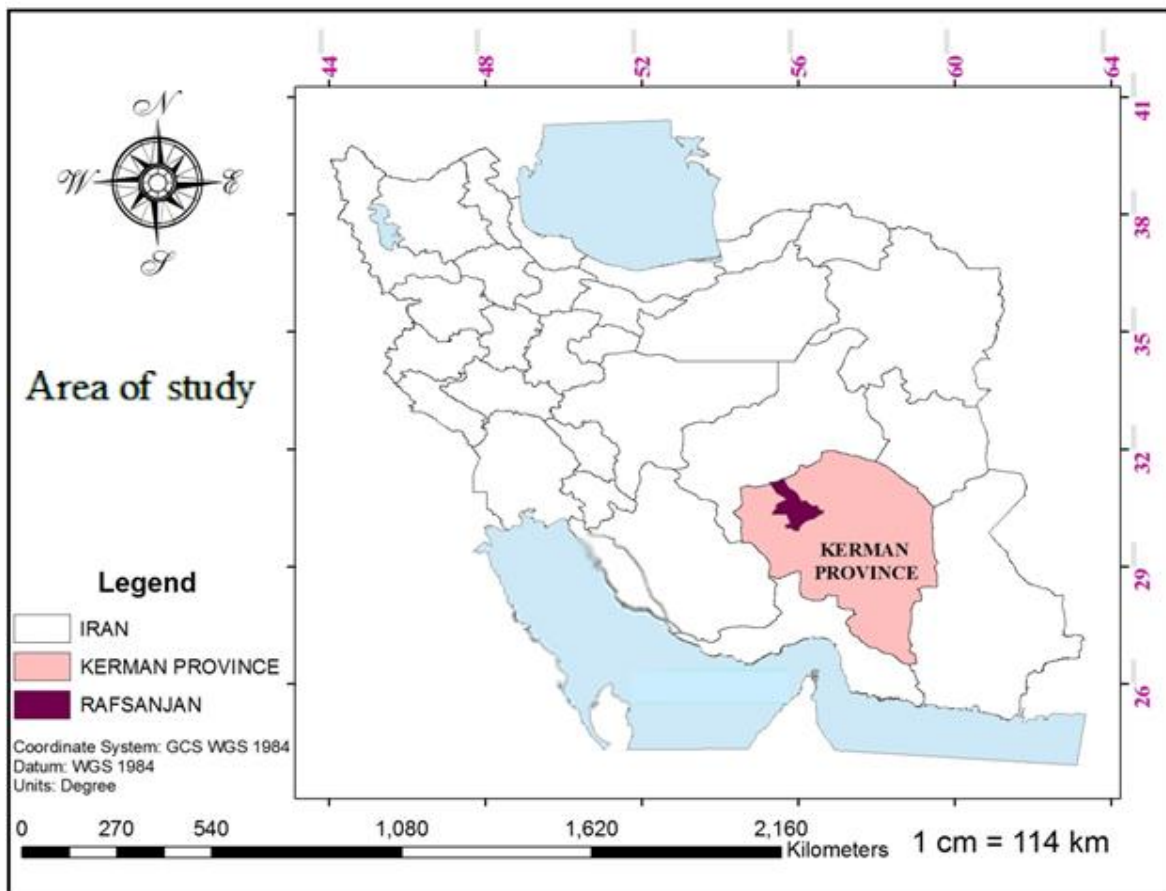 44 48 52 56 60 64
N
W E
S
41
38
35
32
29
26
Area of study
KERMAN
PROVINCE
Legend
IRAN
KERMAN PROVINCE
RAFSANJAN
Coordinate System: GCS WGS 1984
Datum: WGS 1984
Units: Degree
0 270 540 1,080 1,620 2,160
Kilometers
1 cm = 114 km